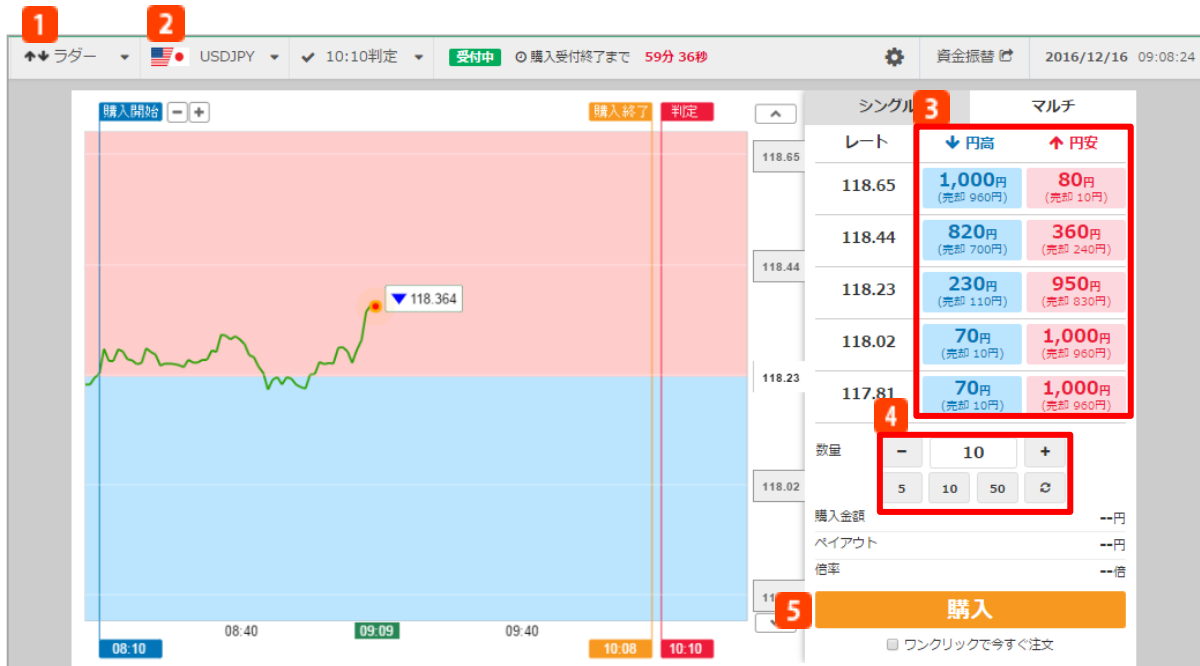 1 2
ラダー USDJPY 10:10判定 受付中 購入受付終了まで 59分 36秒 資金振替 2016/12/16 09:08:24
購入開始 − + 購入終了 判定
118.65
118.44
118.23
118.02
118.364
シングル 3 マルチ
レート 円高 円安
118.65 1,000円 80円
(売却 960円) (売却 10円)
118.44 820円 360円
(売却 700円) (売却 240円)
118.23 230円 950円
(売却 110円) (売却 830円)
118.02 70円 1,000円
(売却 10円) (売却 960円)
117.81 70円 1,000円
(売却 10円) (売却 960円)
4
数量 − 10 +
5 10 50
購入金額 --円
ペイアウト --円
倍率 --倍
5 購入
ワンクリックで今すぐ注文
08:40 09:09 09:40
08:10 10:08 10:10